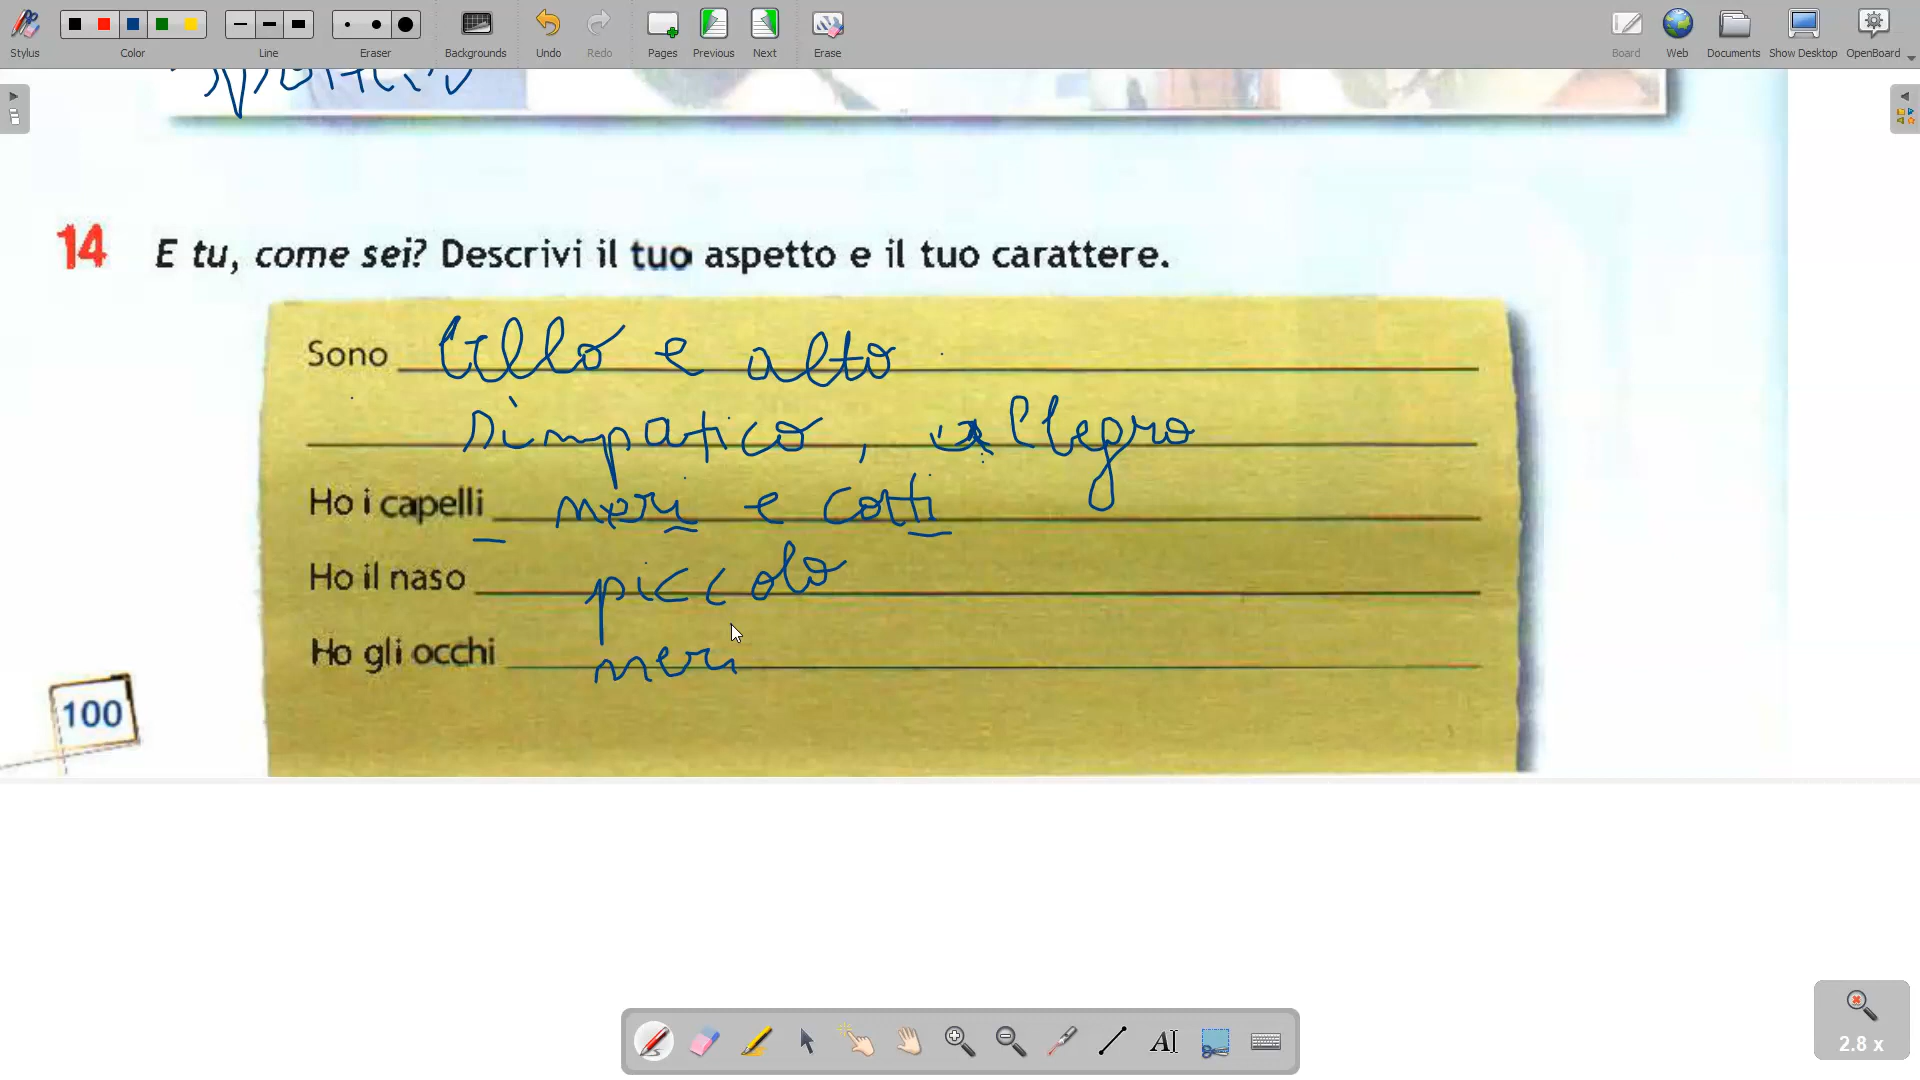 Stylus Color Line Eraser Backgrounds Undo Redo Pages Previous Next Erase Board Web Documents Show Desktop OpenBoard
14 E tu, come sei? Descrivi il tuo aspetto e il tuo carattere.
Sono e alto
simpatico, allegro
Ho i capelli neri e corti
Ho il naso piccolo
Ho gli occhi neri
100
2.8 x